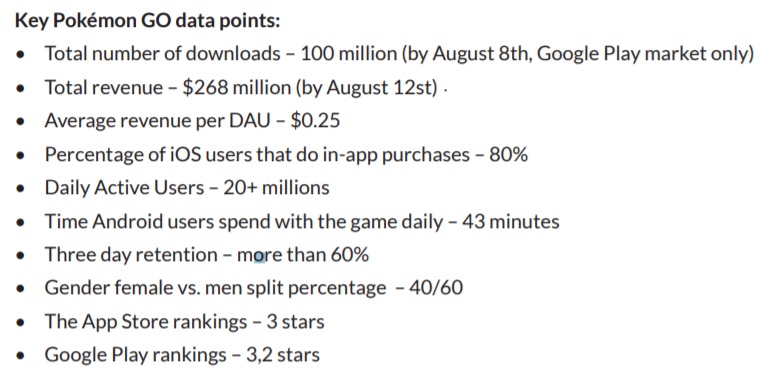 Key Pokémon GO data points:
• Total number of downloads – 100 million (by August 8th, Google Play market only)
• Total revenue – $268 million (by August 12st) .
• Average revenue per DAU – $0.25
• Percentage of iOS users that do in-app purchases – 80%
• Daily Active Users – 20+ millions
• Time Android users spend with the game daily – 43 minutes
• Three day retention – more than 60%
• Gender female vs. men split percentage – 40/60
• The App Store rankings – 3 stars
• Google Play rankings – 3,2 stars